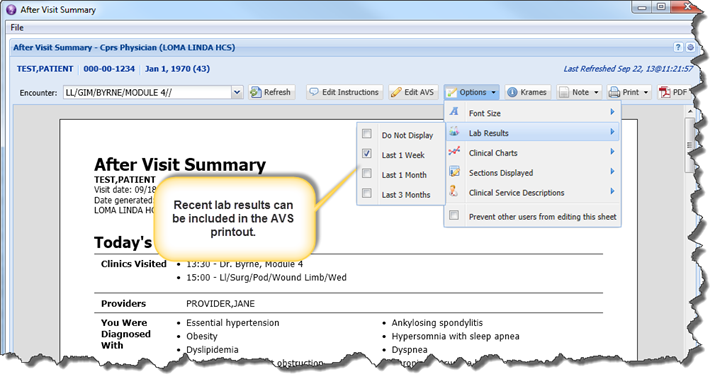 After Visit Summary
File
After Visit Summary - Cprs Physician (LOMA LINDA HCS)
?
TEST,PATIENT 000-00-1234 Jan 1, 1970 (43) Last Refreshed Sep 22, 13@11:21:57
Encounter: LL/GIM/BYRNE/MODULE 4// Refresh Edit Instructions Edit AVS Options Krames Note Print PDF
Font Size
Lab Results
Clinical Charts
Sections Displayed
Clinical Service Descriptions
Prevent other users from editing this sheet
Do Not Display
Last 1 Week
Last 1 Month
Last 3 Months
After Visit Summary
TEST,PATIENT
Visit date: 09/18
Date generated:
LOMA LINDA HC
Recent lab results can
be included in the AVS
printout.
Today's
Clinics Visited • 13:30 - Dr. Byrne, Module 4
• 15:00 - Ll/Surg/Pod/Wound Limb/Wed
Providers PROVIDER,JANE
You Were
Diagnosed
With
• Essential hypertension
• Obesity
• Dyslipidemia
obstruction
• Ankylosing spondylitis
• Hypersomnia with sleep apnea
• Dyspnea